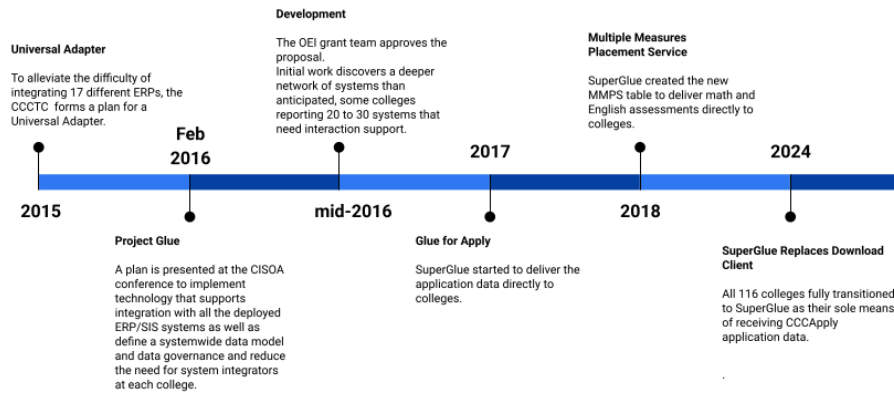 Universal Adapter
To alleviate the difficulty of
integrating 17 different ERPs, the
CCCTC forms a plan for a
Universal Adapter.
2015
Feb
2016
Project Glue
A plan is presented at the CISOA
conference to implement
technology that supports
integration with all the deployed
ERP/SIS systems as well as
define a systemwide data model
and data governance and reduce
the need for system integrators
at each college.
Development
The OEI grant team approves the
proposal.
Initial work discovers a deeper
network of systems than
anticipated, some colleges
reporting 20 to 30 systems that
need interaction support.
mid-2016
2017
Glue for Apply
SuperGlue started to deliver the
application data directly to
colleges.
Multiple Measures
Placement Service
SuperGlue created the new
MMPS table to deliver math and
English assessments directly to
colleges.
2018
2024
SuperGlue Replaces Download
Client
All 116 colleges fully transitioned
to SuperGlue as their sole means
of receiving CCCApply
application data.
.